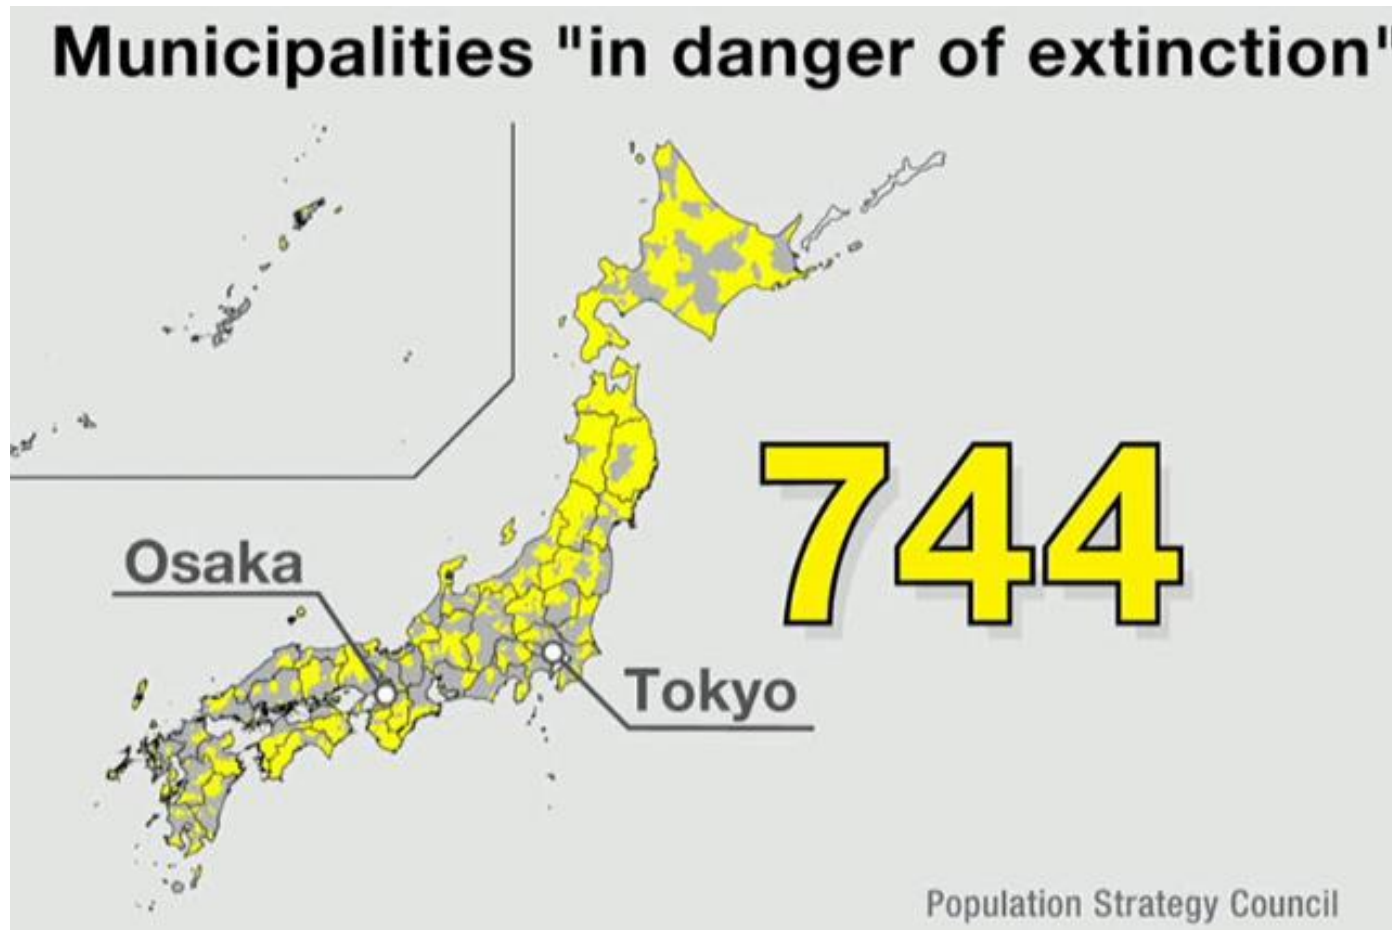 Municipalities "in danger of extinction"
744
Osaka
Tokyo
Population Strategy Council